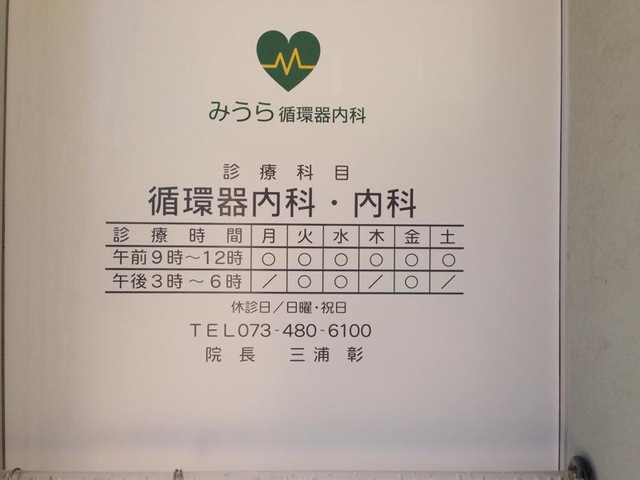 みうら循環器内科
診療科目
循環器内科・内科
診療時間 月 火 水 木 金 土
午前9時～12時 ○ ○ ○ ○ ○ ○
午後3時～6時 ／ ○ ○ ／ ○ ／
休診日／日曜・祝日
TEL073-480-6100
院長 三浦彰